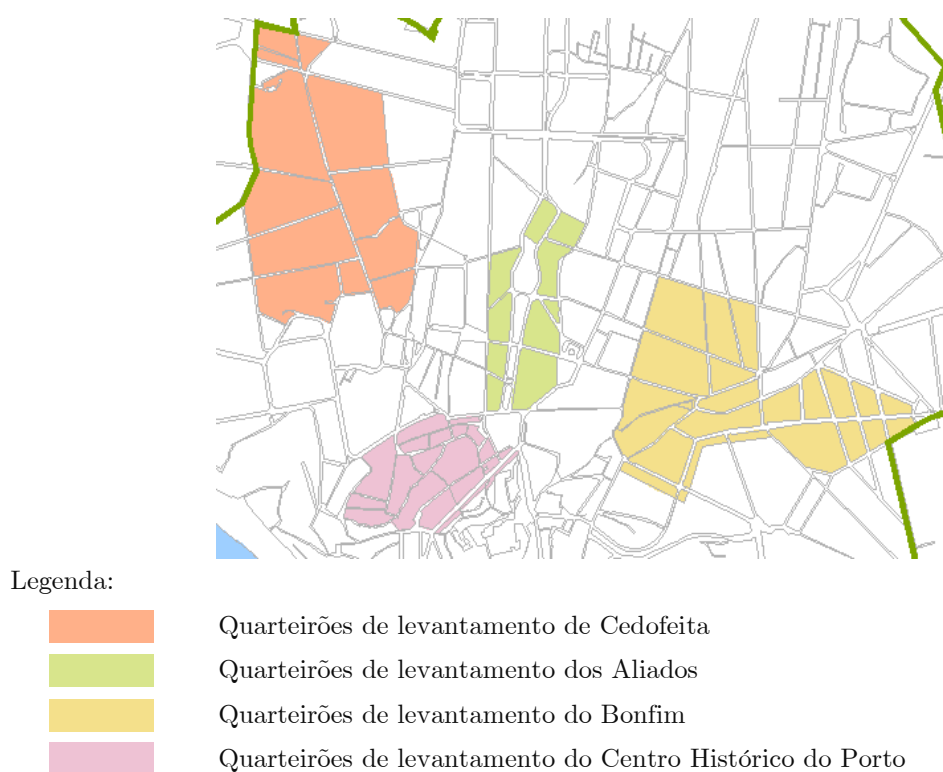 Legenda:
Quarteirões de levantamento de Cedofeita
Quarteirões de levantamento dos Aliados
Quarteirões de levantamento do Bonfim
Quarteirões de levantamento do Centro Histórico do Porto